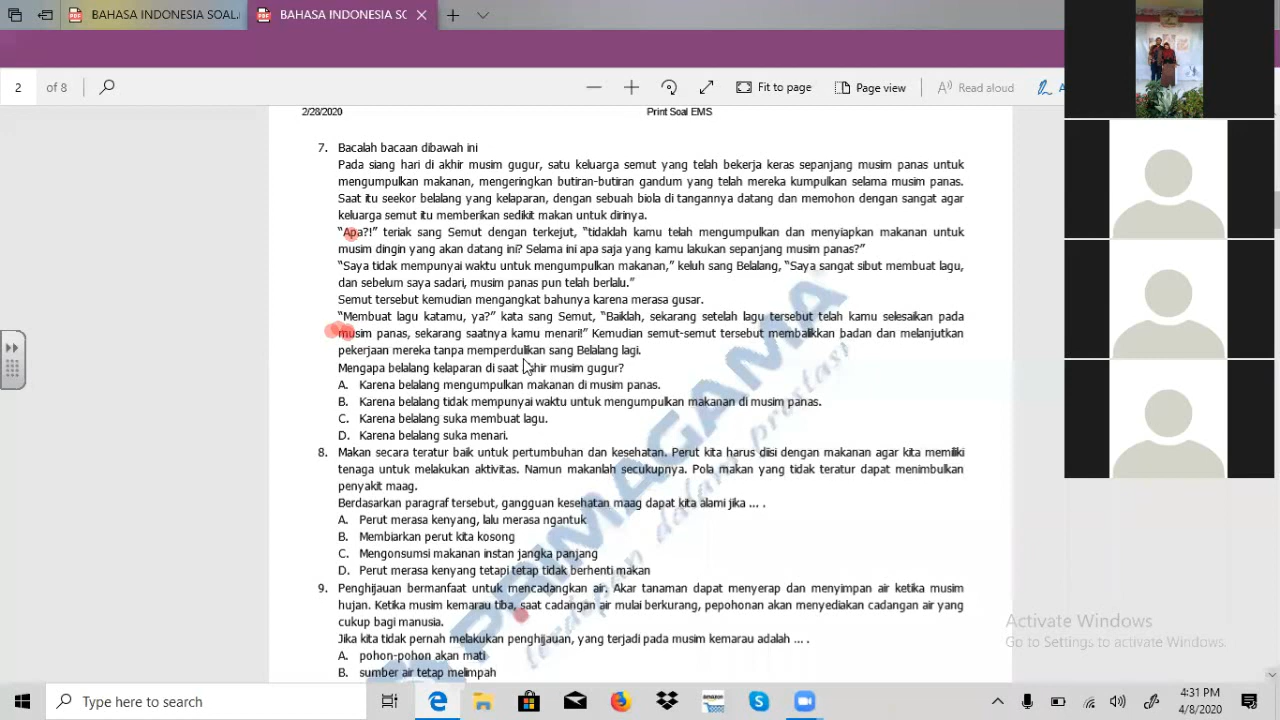 BAHASA INDONESIA SOAL
BAHASA INDONESIA SO
2 of 8
Fit to page
Page view
Read aloud
2/28/2020 Print Soal EMS
7. Bacalah bacaan dibawah ini
Pada siang hari di akhir musim gugur, satu keluarga semut yang telah bekerja keras sepanjang musim panas untuk
mengumpulkan makanan, mengeringkan butiran-butiran gandum yang telah mereka kumpulkan selama musim panas.
Saat itu seekor belalang yang kelaparan, dengan sebuah biola di tangannya datang dan memohon dengan sangat agar
keluarga semut itu memberikan sedikit makan untuk dirinya.
"Apa?!" teriak sang Semut dengan terkejut, "tidaklah kamu telah mengumpulkan dan menyiapkan makanan untuk
musim dingin yang akan datang ini? Selama ini apa saja yang kamu lakukan sepanjang musim panas?"
"Saya tidak mempunyai waktu untuk mengumpulkan makanan," keluh sang Belalang, "Saya sangat sibut membuat lagu,
dan sebelum saya sadari, musim panas pun telah berlalu."
Semut tersebut kemudian mengangkat bahunya karena merasa gusar.
"Membuat lagu katamu, ya?" kata sang Semut, "Baiklah, sekarang setelah lagu tersebut telah kamu selesaikan pada
musim panas, sekarang saatnya kamu menari!" Kemudian semut-semut tersebut membalikkan badan dan melanjutkan
pekerjaan mereka tanpa memperdulikan sang Belalang lagi.
Mengapa belalang kelaparan di saat akhir musim gugur?
A. Karena belalang mengumpulkan makanan di musim panas.
B. Karena belalang tidak mempunyai waktu untuk mengumpulkan makanan di musim panas.
C. Karena belalang suka membuat lagu.
D. Karena belalang suka menari.
8. Makan secara teratur baik untuk pertumbuhan dan kesehatan. Perut kita harus diisi dengan makanan agar kita memiliki
tenaga untuk melakukan aktivitas. Namun makanlah secukupnya. Pola makan yang tidak teratur dapat menimbulkan
penyakit maag.
Berdasarkan paragraf tersebut, gangguan kesehatan maag dapat kita alami jika ... .
A. Perut merasa kenyang, lalu merasa ngantuk
B. Membiarkan perut kita kosong
C. Mengonsumsi makanan instan jangka panjang
D. Perut merasa kenyang tetapi tetap tidak berhenti makan
9. Penghijauan bermanfaat untuk mencadangkan air. Akar tanaman dapat menyerap dan menyimpan air ketika musim
hujan. Ketika musim kemarau tiba, saat cadangan air mulai berkurang, pepohonan akan menyediakan cadangan air yang
cukup bagi manusia.
Jika kita tidak pernah melakukan penghijauan, yang terjadi pada musim kemarau adalah ... .
A. pohon-pohon akan mati
B. sumber air tetap melimpah
PRIMAGAMA
terdepan dalam prestasi
Activate Windows
Go to Settings to activate Windows.
Type here to search
4:31 PM
4/8/2020